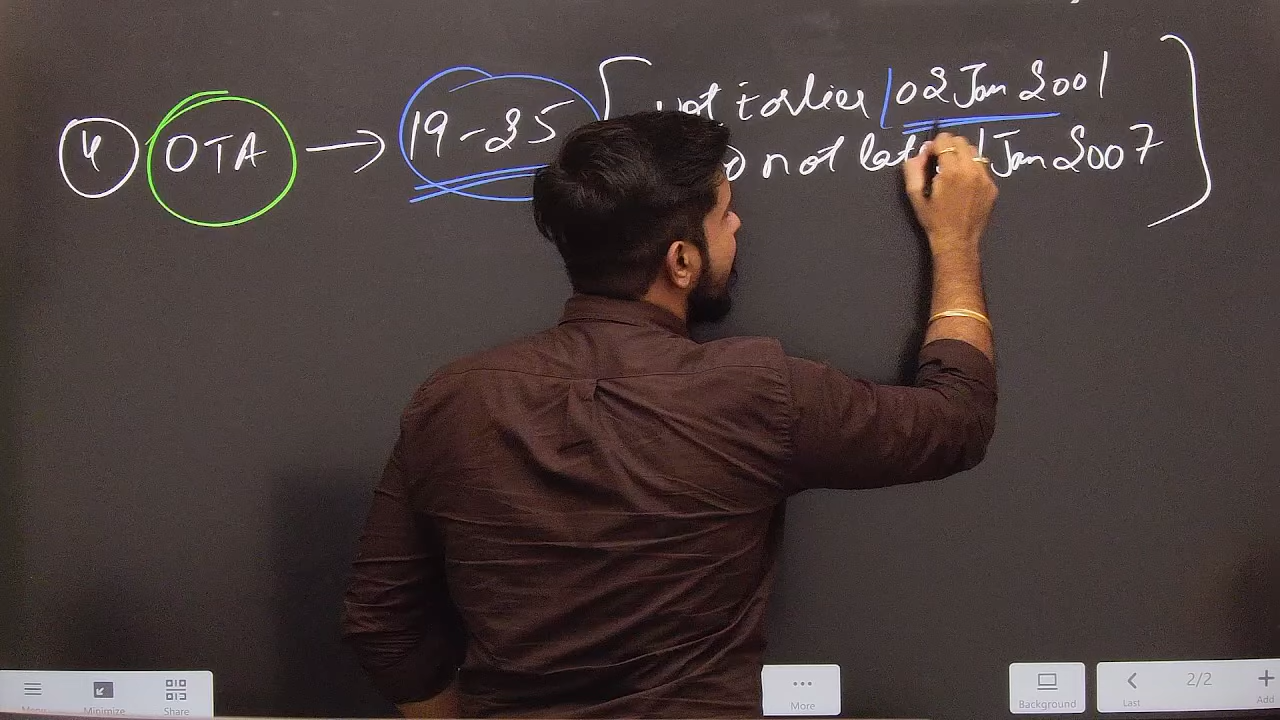 4 OTA → 19-25 [ not Earlier 02 Jan 2001
not Jan 2007 ]
Minimize
Share
More
Background
Last
2/2
Add